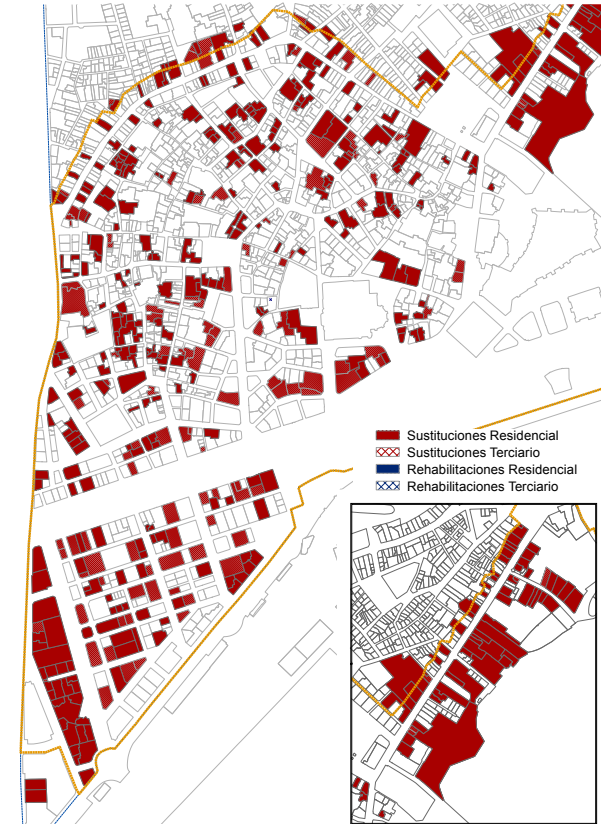 Sustituciones Residencial
Sustituciones Terciario
Rehabilitaciones Residencial
Rehabilitaciones Terciario